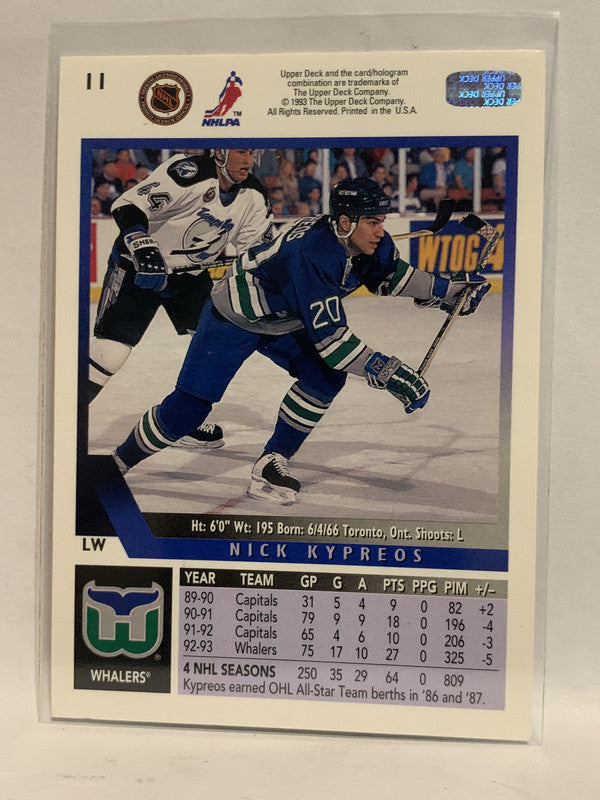 11
NHL
NHLPA
Upper Deck and the card/hologram
combination are trademarks of
The Upper Deck Company.
© 1993 The Upper Deck Company.
All Rights Reserved. Printed in the U.S.A.
UPPER DECK
WTOG
20
Ht: 6'0" Wt: 195 Born: 6/4/66 Toronto, Ont. Shoots: L
LW
NICK KYPREOS
YEAR TEAM GP G A PTS PPG PIM +/–
89-90 Capitals 31 5 4 9 0 82 +2
90-91 Capitals 79 9 9 18 0 196 -4
91-92 Capitals 65 4 6 10 0 206 -3
92-93 Whalers 75 17 10 27 0 325 -5
4 NHL SEASONS 250 35 29 64 0 809
Kypreos earned OHL All-Star Team berths in '86 and '87.
WHALERS®